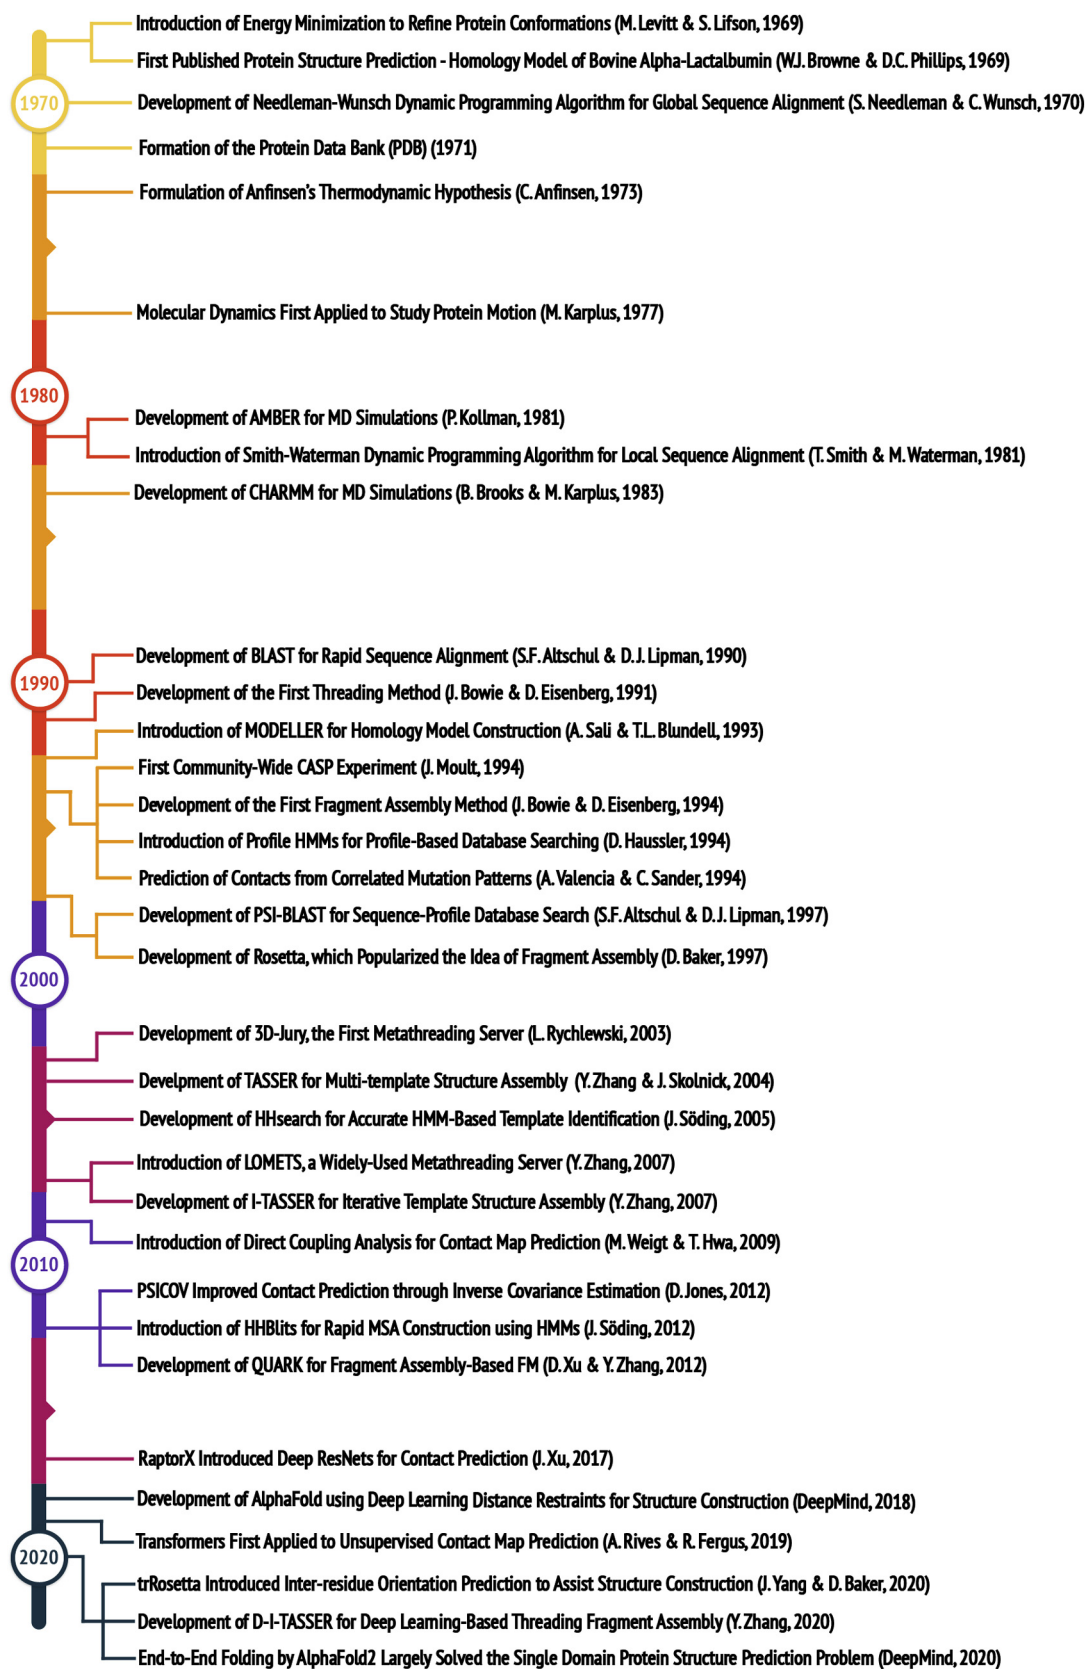 Introduction of Energy Minimization to Refine Protein Conformations (M. Levitt & S. Lifson, 1969)
First Published Protein Structure Prediction - Homology Model of Bovine Alpha-Lactalbumin (W.J. Browne & D.C. Phillips, 1969)
1970
Development of Needleman-Wunsch Dynamic Programming Algorithm for Global Sequence Alignment (S. Needleman & C. Wunsch, 1970)
Formation of the Protein Data Bank (PDB) (1971)
Formulation of Anfinsen's Thermodynamic Hypothesis (C. Anfinsen, 1973)
Molecular Dynamics First Applied to Study Protein Motion (M. Karplus, 1977)
1980
Development of AMBER for MD Simulations (P. Kollman, 1981)
Introduction of Smith-Waterman Dynamic Programming Algorithm for Local Sequence Alignment (T. Smith & M. Waterman, 1981)
Development of CHARMM for MD Simulations (B. Brooks & M. Karplus, 1983)
Development of BLAST for Rapid Sequence Alignment (S.F. Altschul & D.J. Lipman, 1990)
1990
Development of the First Threading Method (J. Bowie & D. Eisenberg, 1991)
Introduction of MODELLER for Homology Model Construction (A. Sali & T.L. Blundell, 1993)
First Community-Wide CASP Experiment (J. Moult, 1994)
Development of the First Fragment Assembly Method (J. Bowie & D. Eisenberg, 1994)
Introduction of Profile HMMs for Profile-Based Database Searching (D. Haussler, 1994)
Prediction of Contacts from Correlated Mutation Patterns (A. Valencia & C. Sander, 1994)
Development of PSI-BLAST for Sequence-Profile Database Search (S.F. Altschul & D.J. Lipman, 1997)
Development of Rosetta, which Popularized the Idea of Fragment Assembly (D. Baker, 1997)
2000
Development of 3D-Jury, the First Metathreading Server (L. Rychlewski, 2003)
Develpment of TASSER for Multi-template Structure Assembly (Y. Zhang & J. Skolnick, 2004)
Development of HHsearch for Accurate HMM-Based Template Identification (J. Söding, 2005)
Introduction of LOMETS, a Widely-Used Metathreading Server (Y. Zhang, 2007)
Development of I-TASSER for Iterative Template Structure Assembly (Y. Zhang, 2007)
Introduction of Direct Coupling Analysis for Contact Map Prediction (M. Weigt & T. Hwa, 2009)
2010
PSICOV Improved Contact Prediction through Inverse Covariance Estimation (D. Jones, 2012)
Introduction of HHBlits for Rapid MSA Construction using HMMs (J. Söding, 2012)
Development of QUARK for Fragment Assembly-Based FM (D. Xu & Y. Zhang, 2012)
RaptorX Introduced Deep ResNets for Contact Prediction (J. Xu, 2017)
Development of AlphaFold using Deep Learning Distance Restraints for Structure Construction (DeepMind, 2018)
Transformers First Applied to Unsupervised Contact Map Prediction (A. Rives & R. Fergus, 2019)
2020
trRosetta Introduced Inter-residue Orientation Prediction to Assist Structure Construction (J. Yang & D. Baker, 2020)
Development of D-I-TASSER for Deep Learning-Based Threading Fragment Assembly (Y. Zhang, 2020)
End-to-End Folding by AlphaFold2 Largely Solved the Single Domain Protein Structure Prediction Problem (DeepMind, 2020)